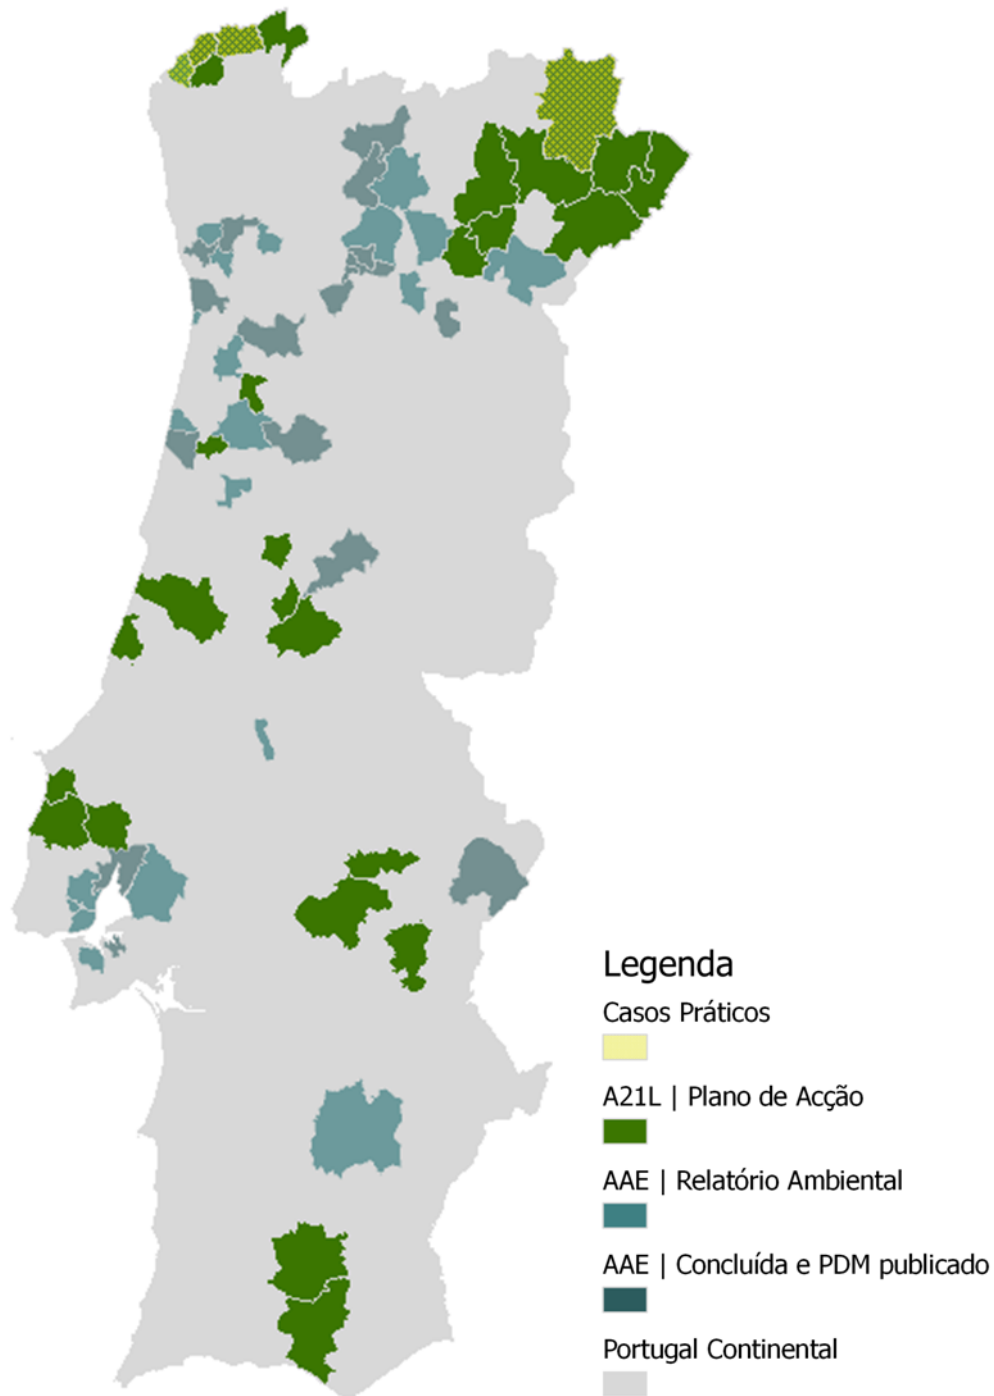 Legenda
Casos Práticos
A21L | Plano de Acção
AAE | Relatório Ambiental
AAE | Concluída e PDM publicado
Portugal Continental